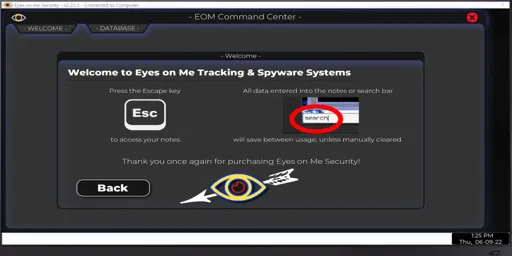 Eyes on me Security - v2.25.3 - Connected to Computer
- EOM Command Center -
- WELCOME -
- DATABASE -
- Welcome -
Welcome to Eyes on Me Tracking & Spyware Systems
Press the Escape key
Esc
to access your notes.
All data entered into the notes or search bar
search
will save between usage, unless manually cleared.
Thank you once again for purchasing Eyes on Me Security!
Back
1:25 PM
Thu, 06-09-22